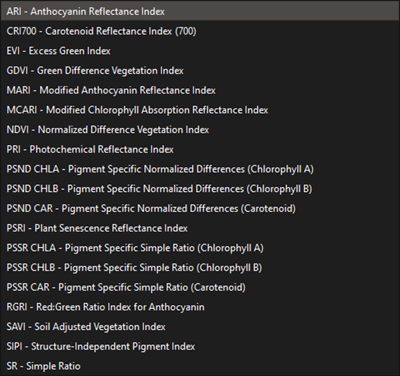 ARI - Anthocyanin Reflectance Index
CRI700 - Carotenoid Reflectance Index (700)
EVI - Excess Green Index
GDVI - Green Difference Vegetation Index
MARI - Modified Anthocyanin Reflectance Index
MCARI - Modified Chlorophyll Absorption Reflectance Index
NDVI - Normalized Difference Vegetation Index
PRI - Photochemical Reflectance Index
PSND CHLA - Pigment Specific Normalized Differences (Chlorophyll A)
PSND CHLB - Pigment Specific Normalized Differences (Chlorophyll B)
PSND CAR - Pigment Specific Normalized Differences (Carotenoid)
PSRI - Plant Senescence Reflectance Index
PSSR CHLA - Pigment Specific Simple Ratio (Chlorophyll A)
PSSR CHLB - Pigment Specific Simple Ratio (Chlorophyll B)
PSSR CAR - Pigment Specific Simple Ratio (Carotenoid)
RGRI - Red:Green Ratio Index for Anthocyanin
SAVI - Soil Adjusted Vegetation Index
SIPI - Structure-Independent Pigment Index
SR - Simple Ratio